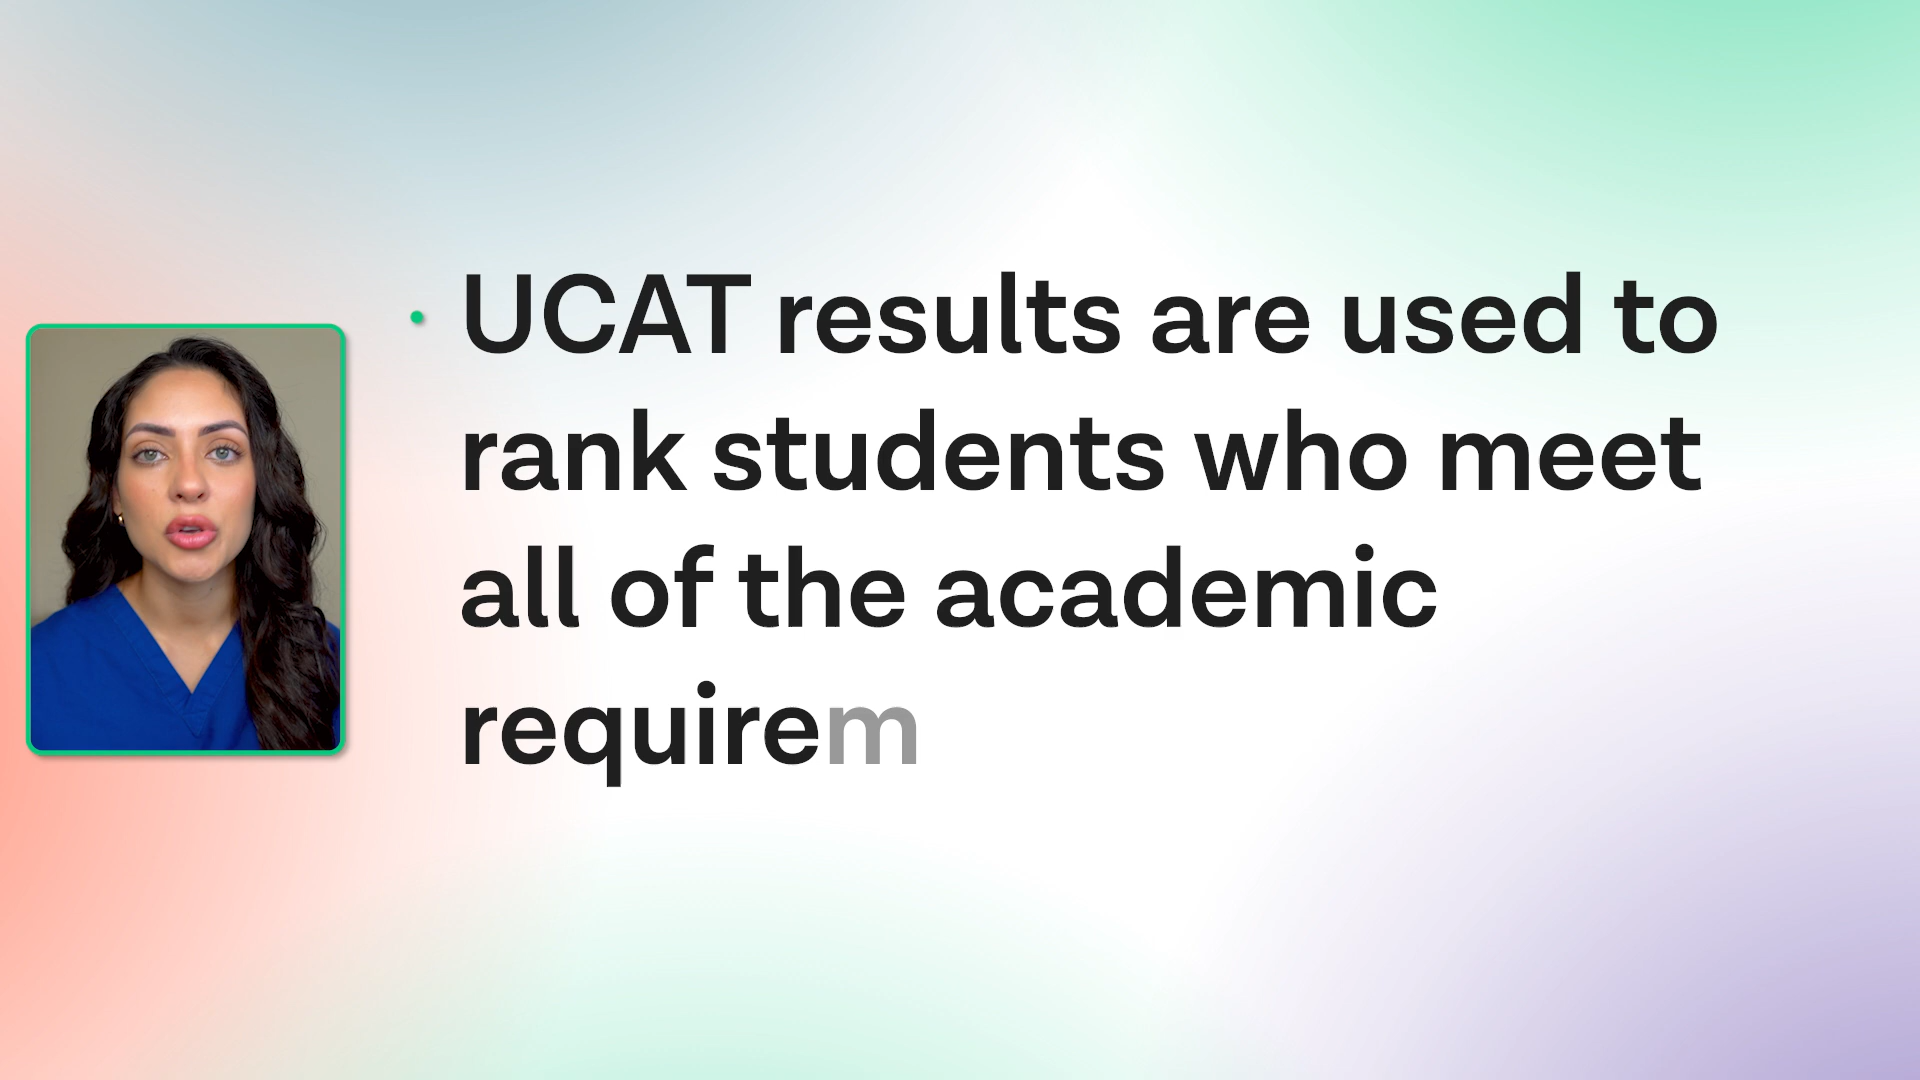 UCAT results are used to
rank students who meet
all of the academic
requirem